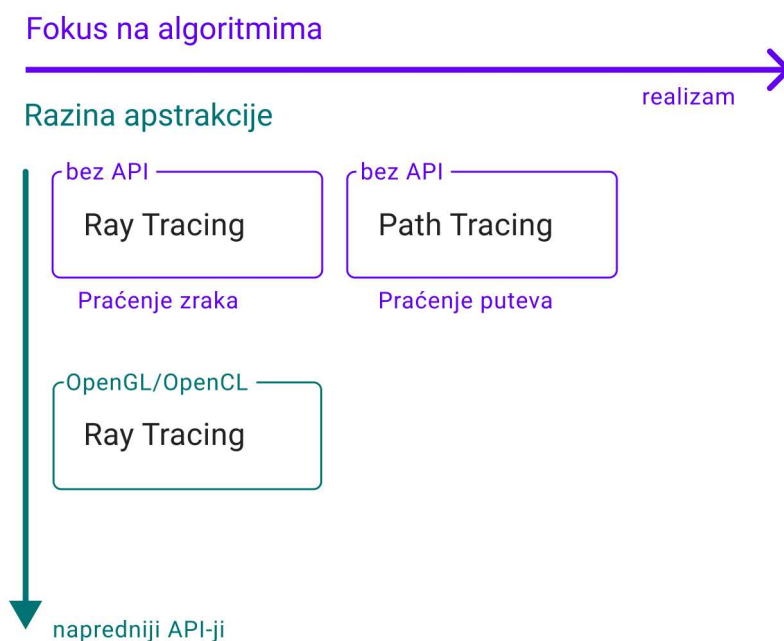 Fokus na algoritmima
realizam
Razina apstrakcije
bez API
Ray Tracing
Praćenje zraka
bez API
Path Tracing
Praćenje puteva
OpenGL/OpenCL
Ray Tracing
napredniji API-ji